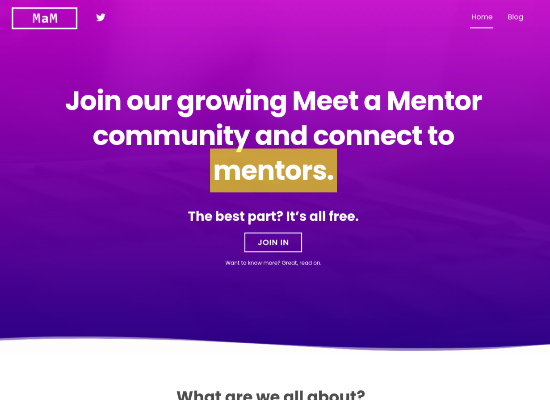 MaM
Home
Blog
Join our growing Meet a Mentor
community and connect to
mentors.
The best part? It’s all free.
JOIN IN
Want to know more? Great, read on.
What are we all about?